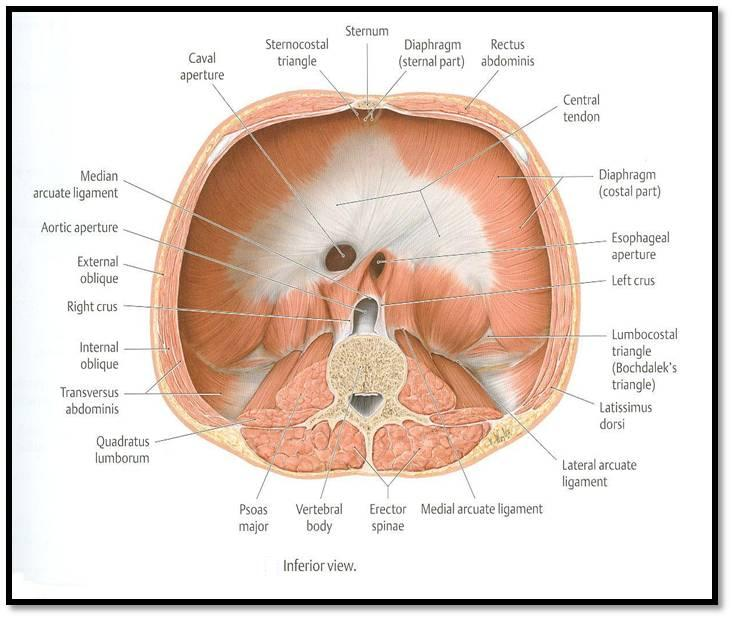 Sternum
Sternocostal
triangle
Diaphragm
(sternal part)
Rectus
abdominis
Caval
aperture
Central
tendon
Median
arcuate ligament
Diaphragm
(costal part)
Aortic aperture
Esophageal
aperture
External
oblique
Left crus
Right crus
Lumbocostal
triangle
(Bochdalek's
triangle)
Internal
oblique
Transversus
abdominis
Latissimus
dorsi
Quadratus
lumborum
Lateral arcuate
ligament
Psoas
major
Vertebral
body
Erector
spinae
Medial arcuate ligament
Inferior view.